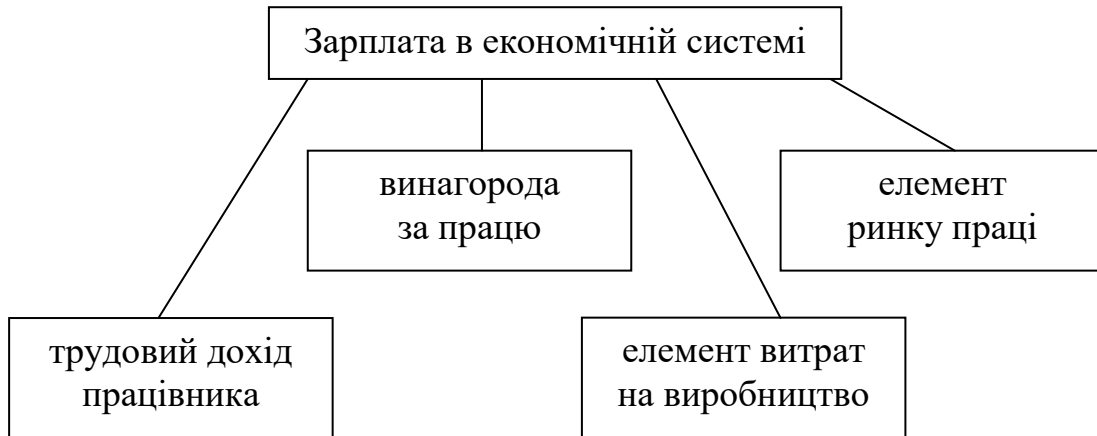 Зарплата в економічній системі
винагорода
за працю
елемент
ринку праці
трудовий дохід
працівника
елемент витрат
на виробництво